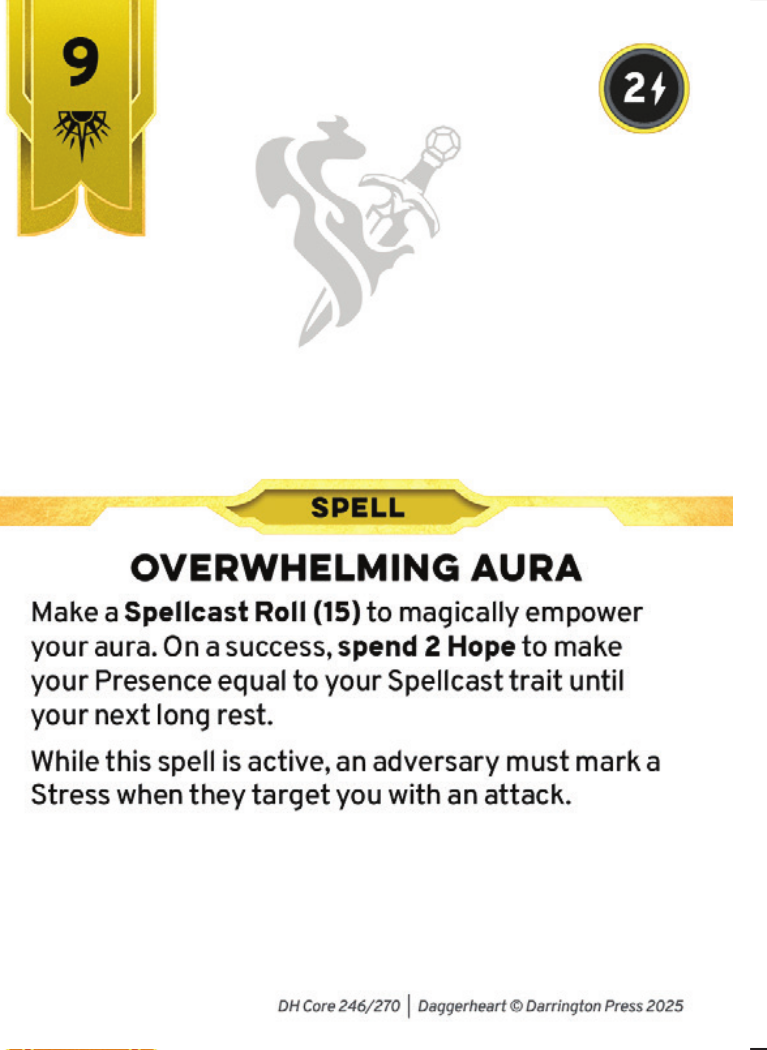 9
2
SPELL
OVERWHELMING AURA
Make a Spellcast Roll (15) to magically empower
your aura. On a success, spend 2 Hope to make
your Presence equal to your Spellcast trait until
your next long rest.
While this spell is active, an adversary must mark a
Stress when they target you with an attack.
DH Core 246/270 | Daggerheart © Darrington Press 2025